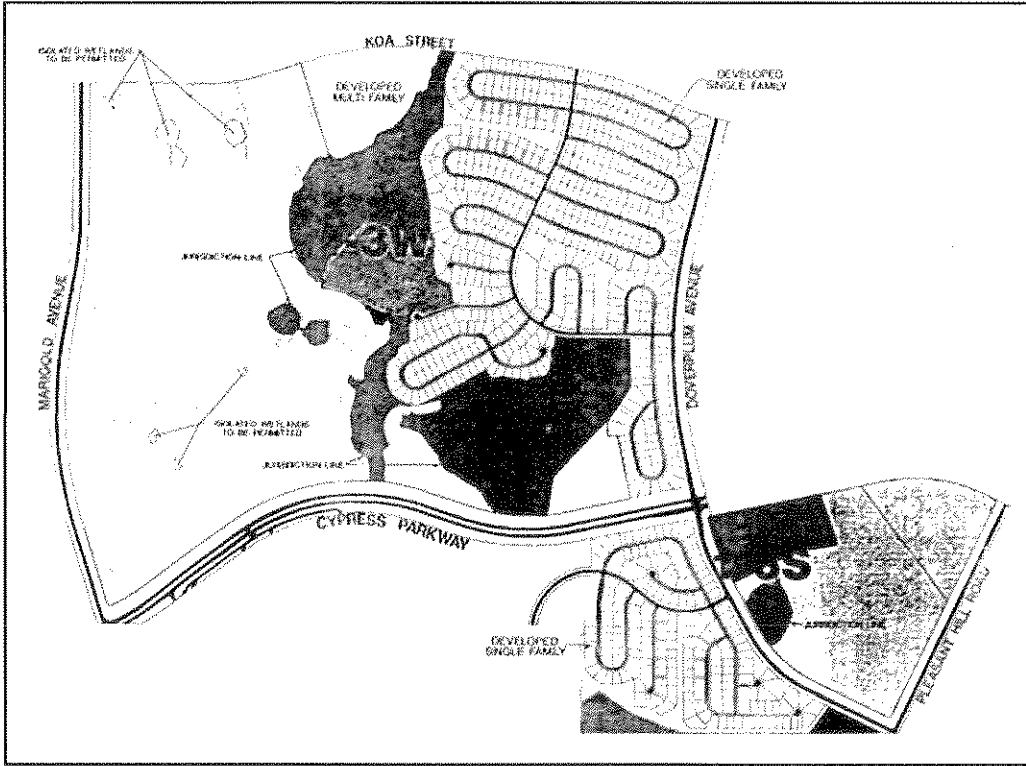 KOA STREET
ISOLATED WETLANDS
TO BE PERMITTED
DEVELOPED
MULTI FAMILY
DEVELOPED
SINGLE FAMILY
3W
JURISDICTION LINE
MARIGOLD AVENUE
DOVERPLUM AVENUE
ISOLATED WETLANDS
TO BE PERMITTED
JURISDICTION LINE
CYPRESS PARKWAY
JURISDICTION LINE
DEVELOPED
SINGLE FAMILY
PLEASANT HILL ROAD